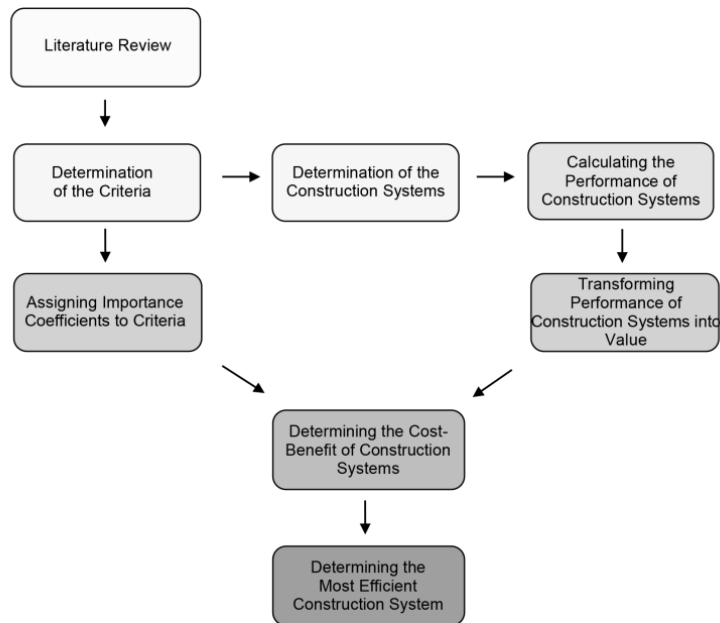 Literature Review
Determination
of the Criteria
Determination of the
Construction Systems
Calculating the
Performance of
Construction Systems
Assigning Importance
Coefficients to Criteria
Transforming
Performance of
Construction Systems into
Value
Determining the Cost-
Benefit of Construction
Systems
Determining the
Most Efficient
Construction System